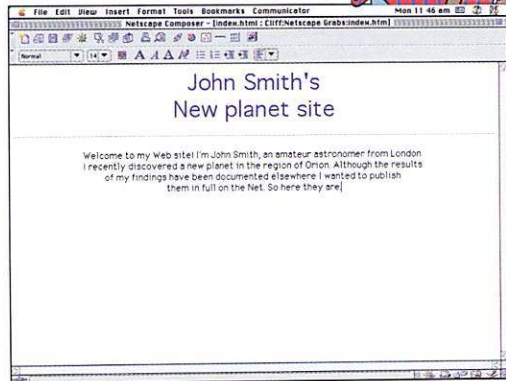 File Edit View Insert Format Tools Bookmarks Communicator Mon 11 46 am
Netscape Composer - [index.html : Cliff:Netscape Grabs:index.htm]
Normal 14 A A A
John Smith's
New planet site
Welcome to my Web site! I'm John Smith, an amateur astronomer from London
I recently discovered a new planet in the region of Orion. Although the results
of my findings have been documented elsewhere I wanted to publish
them in full on the Net. So here they are